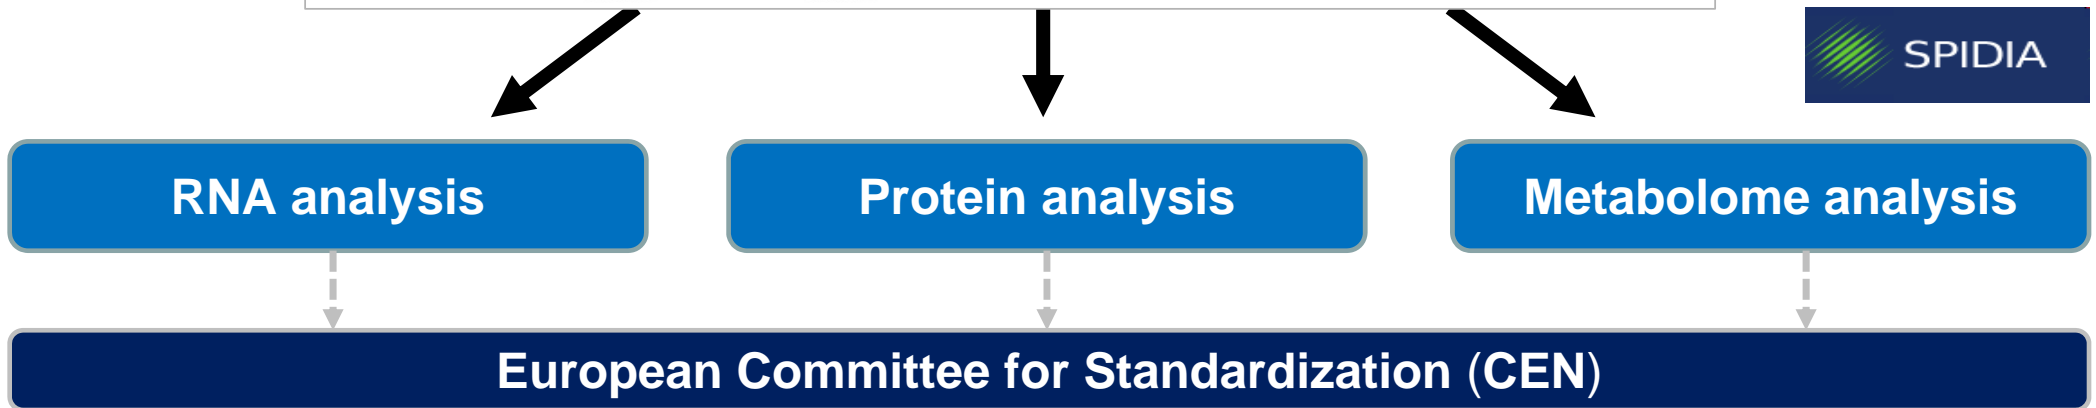 SPIDIA
RNA analysis
Protein analysis
Metabolome analysis
European Committee for Standardization (CEN)